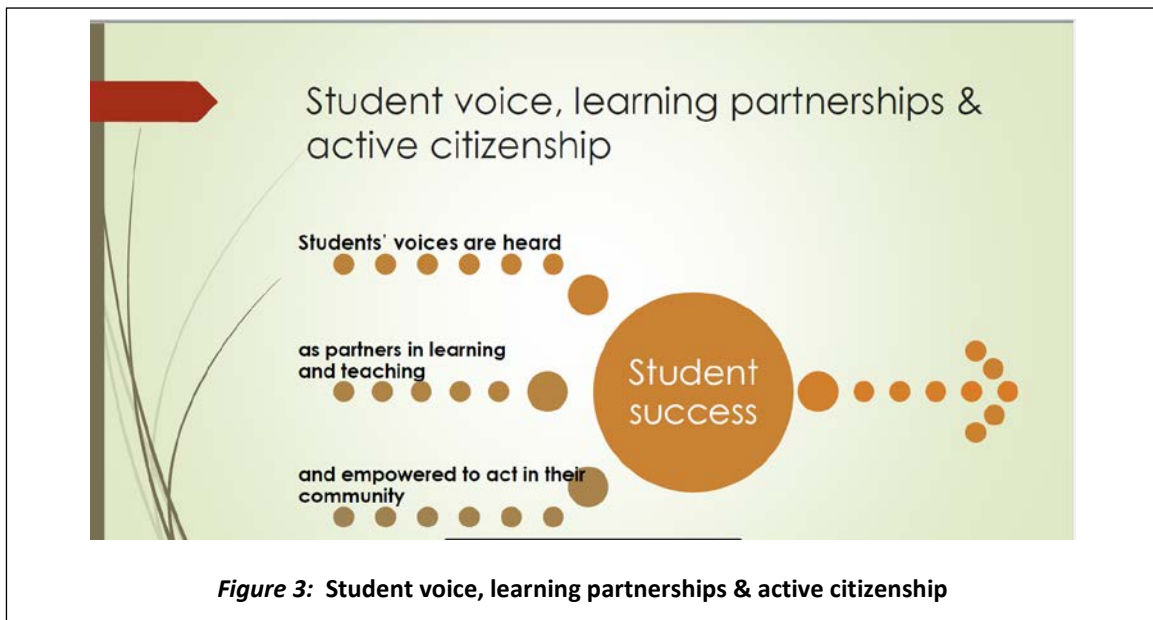 Student voice, learning partnerships &
active citizenship
Students' voices are heard
as partners in learning
and teaching
and empowered to act in their
community
Student
success
Figure 3: Student voice, learning partnerships & active citizenship